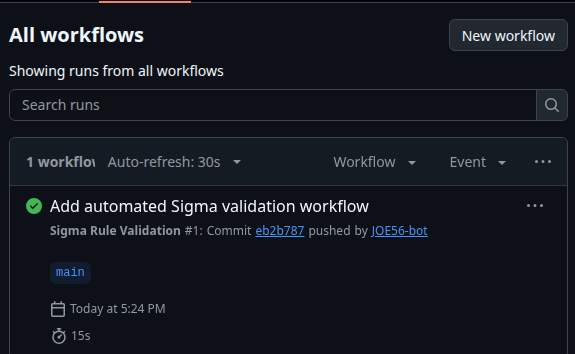 All workflows
New workflow
Showing runs from all workflows
Search runs
1 workflov Auto-refresh: 30s Workflow Event
Add automated Sigma validation workflow
Sigma Rule Validation #1: Commit eb2b787 pushed by JOE56-bot
main
Today at 5:24 PM
15s